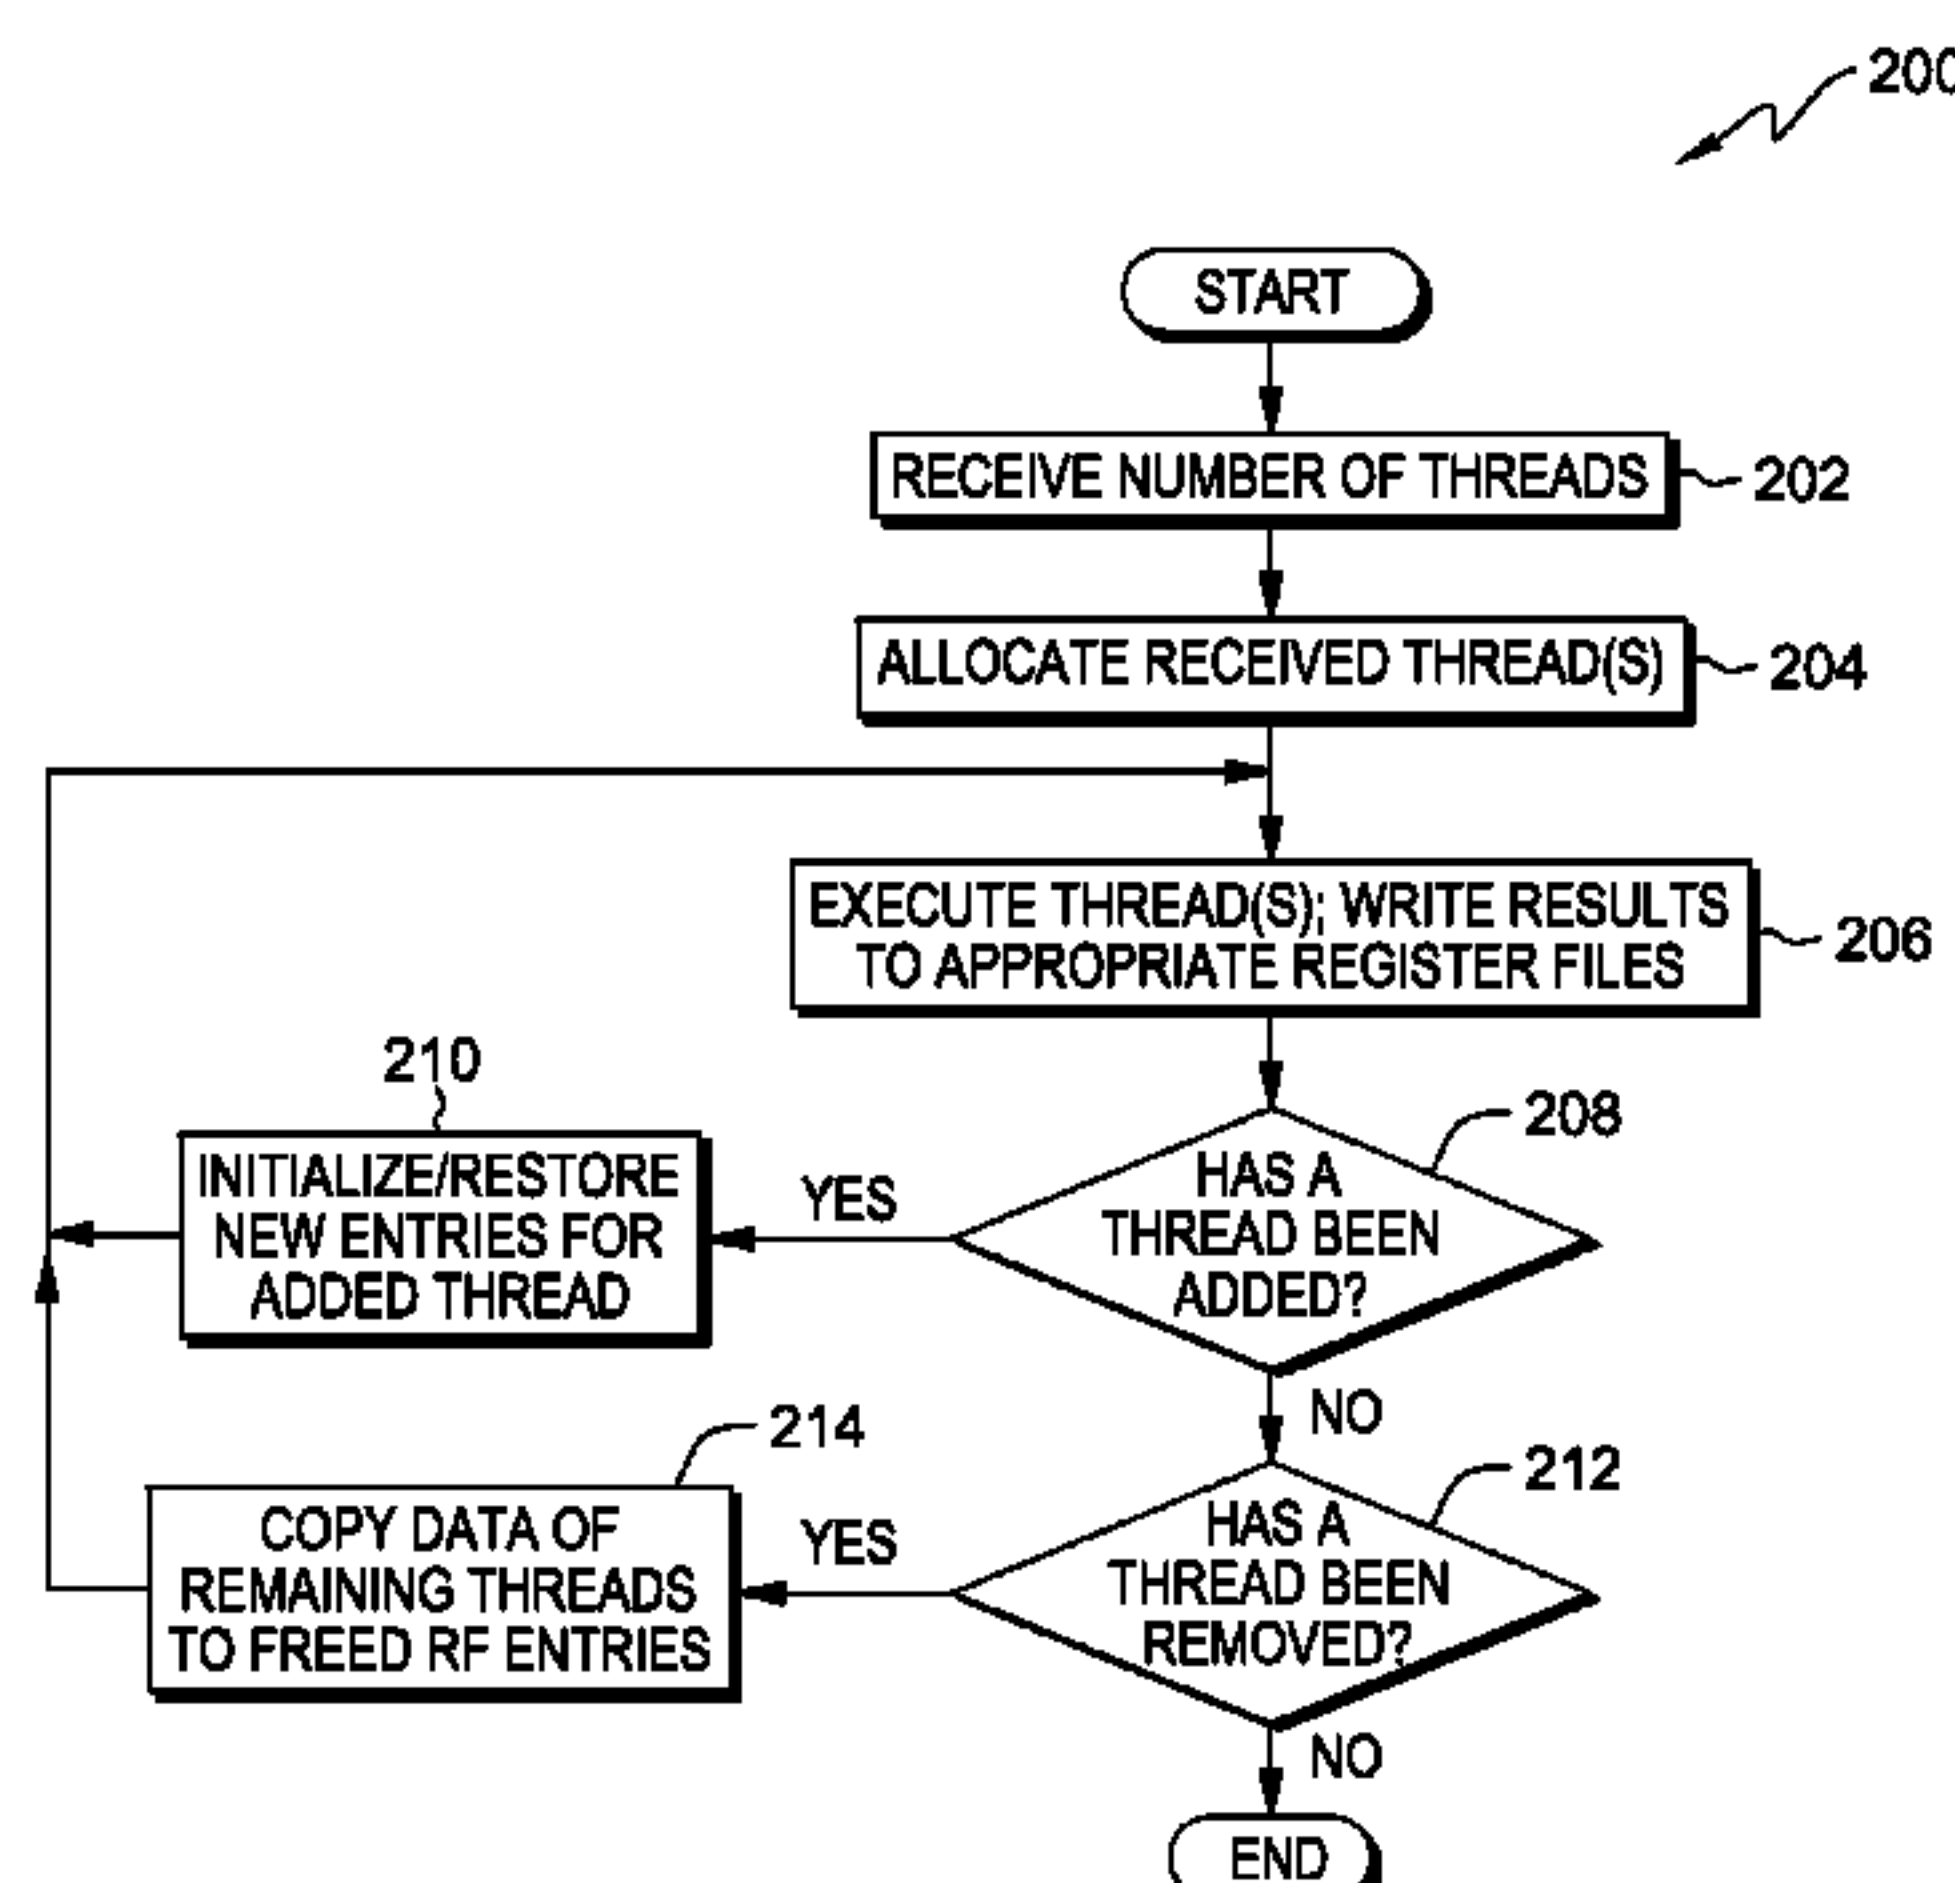 200
START
RECEIVE NUMBER OF THREADS
202
ALLOCATE RECEIVED THREAD(S)
204
EXECUTE THREAD(S); WRITE RESULTS
TO APPROPRIATE REGISTER FILES
206
210
INITIALIZE/RESTORE
NEW ENTRIES FOR
ADDED THREAD
YES
HAS A
THREAD BEEN
ADDED?
208
NO
214
COPY DATA OF
REMAINING THREADS
TO FREED RF ENTRIES
YES
HAS A
THREAD BEEN
REMOVED?
212
NO
END